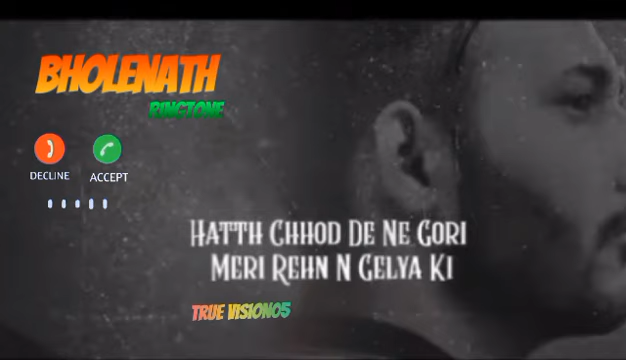 BHOLENATH
RINGTONE
DECLINE
ACCEPT
HATTH CHHOD DE NE GORI
MERI REHN N GELYA KI
TRUE VISION05